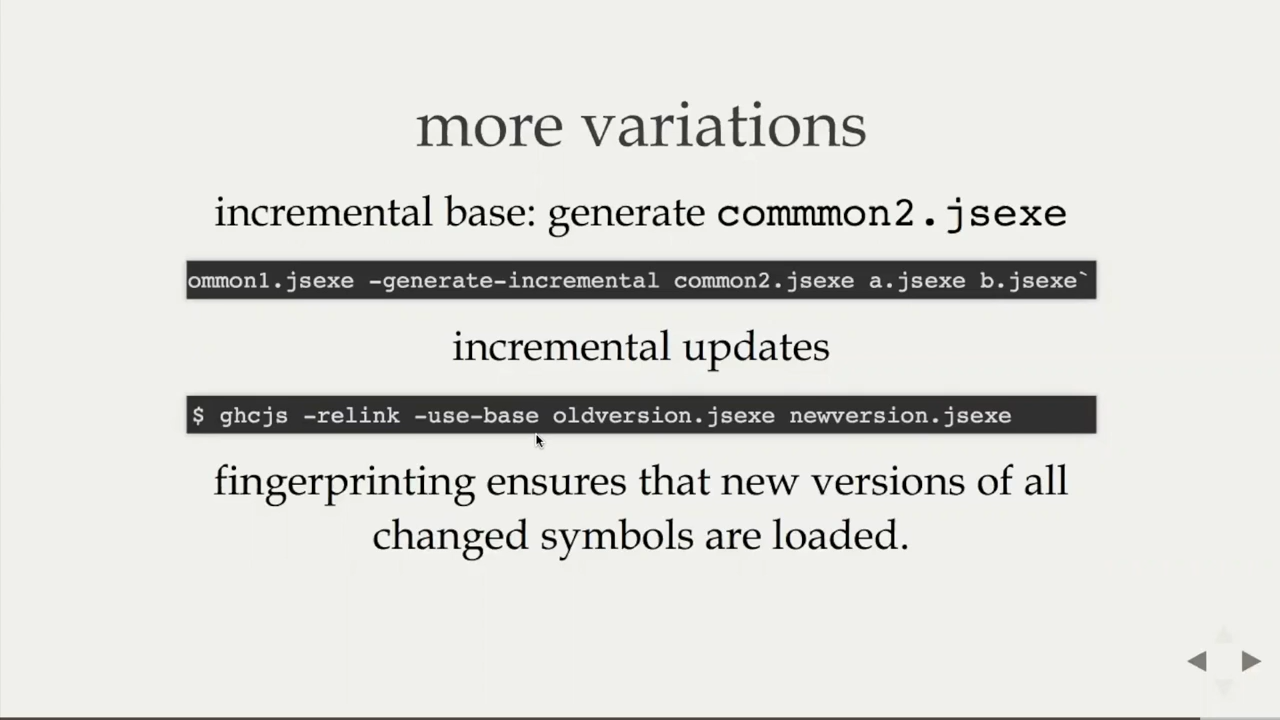 more variations
incremental base: generate commmon2.jsexe
ommon1.jsexe -generate-incremental common2.jsexe a.jsexe b.jsexe`
incremental updates
$ ghcjs -relink -use-base oldversion.jsexe newversion.jsexe
fingerprinting ensures that new versions of all
changed symbols are loaded.